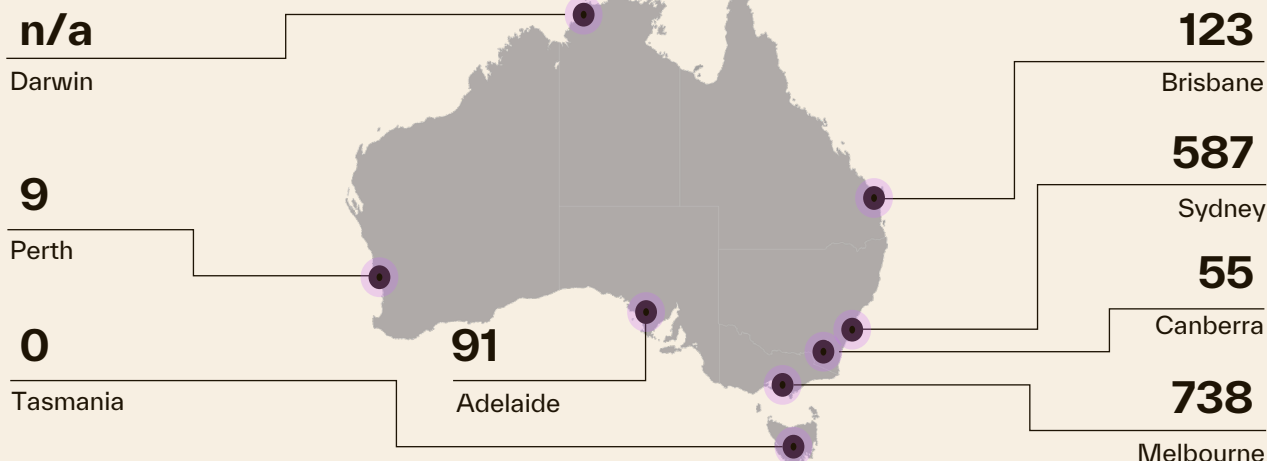 n/a
Darwin
9
Perth
0
Tasmania
91
Adelaide
123
Brisbane
587
Sydney
55
Canberra
738
Melbourne